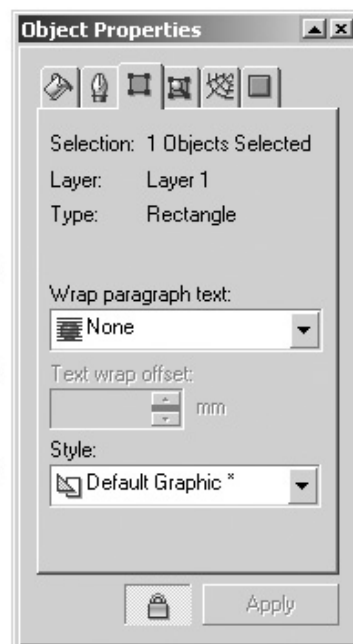 Object Properties
Selection: 1 Objects Selected
Layer: Layer 1
Type: Rectangle
Wrap paragraph text:
None
Text wrap offset:
mm
Style:
Default Graphic *
Apply